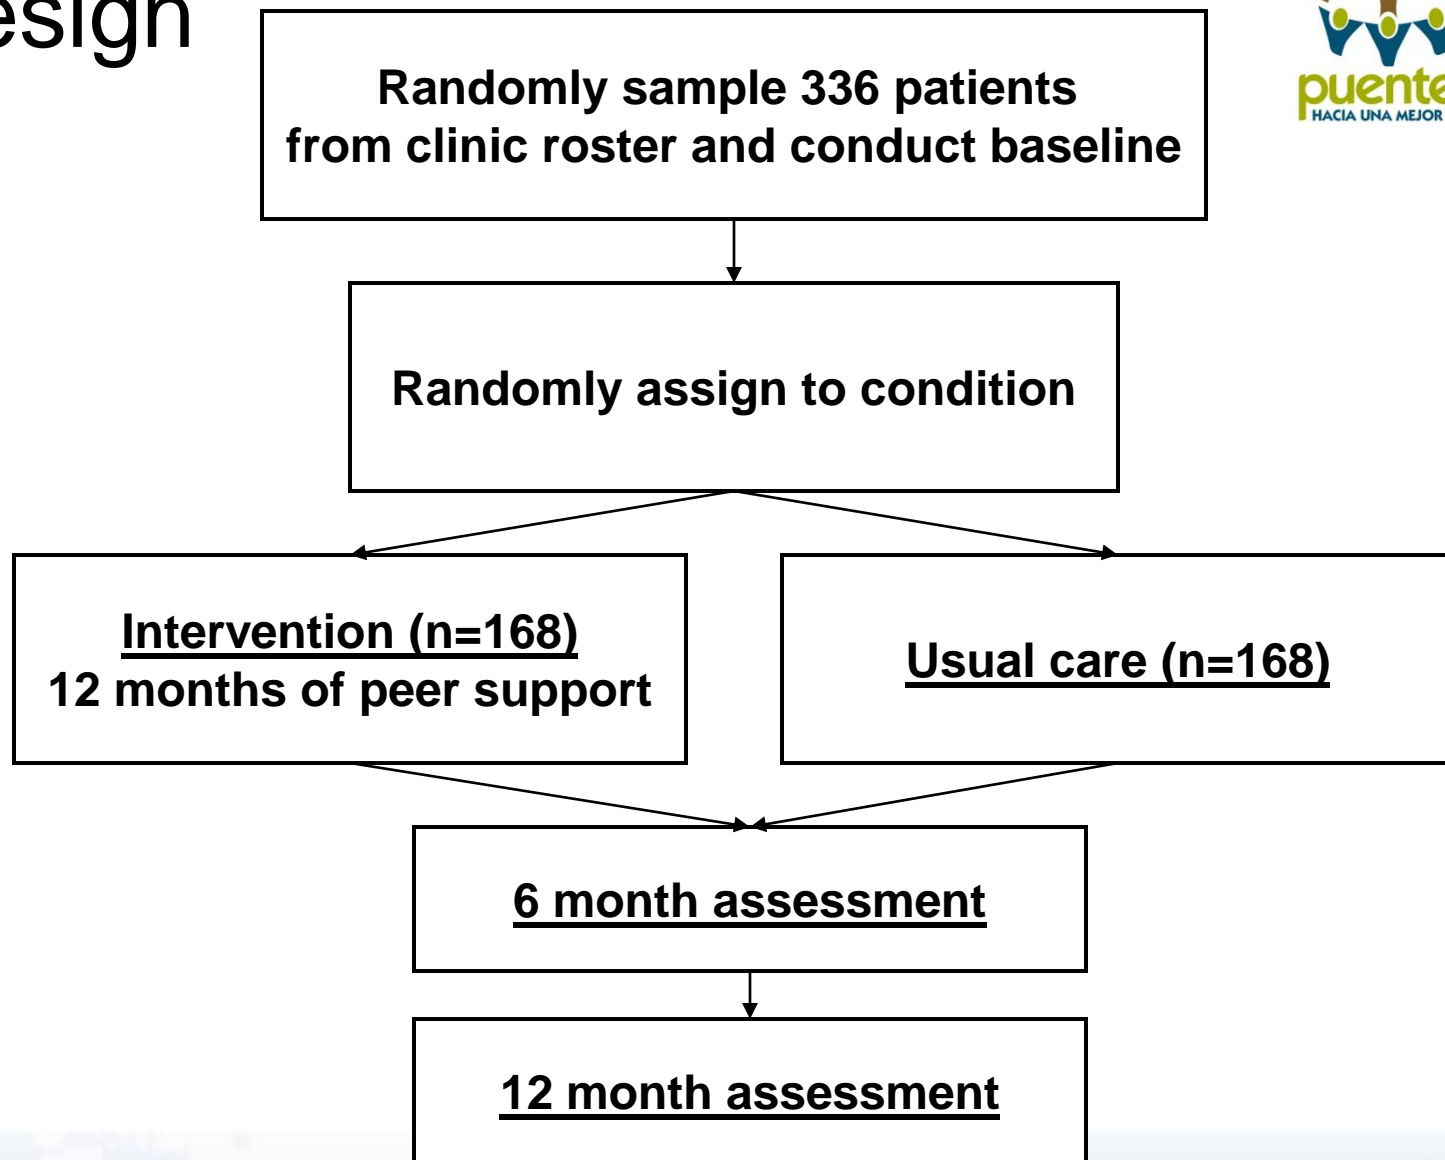 esign
Randomly sample 336 patients
from clinic roster and conduct baseline
puente
HACIA UNA MEJOR
Randomly assign to condition
Intervention (n=168)
12 months of peer support
Usual care (n=168)
6 month assessment
12 month assessment